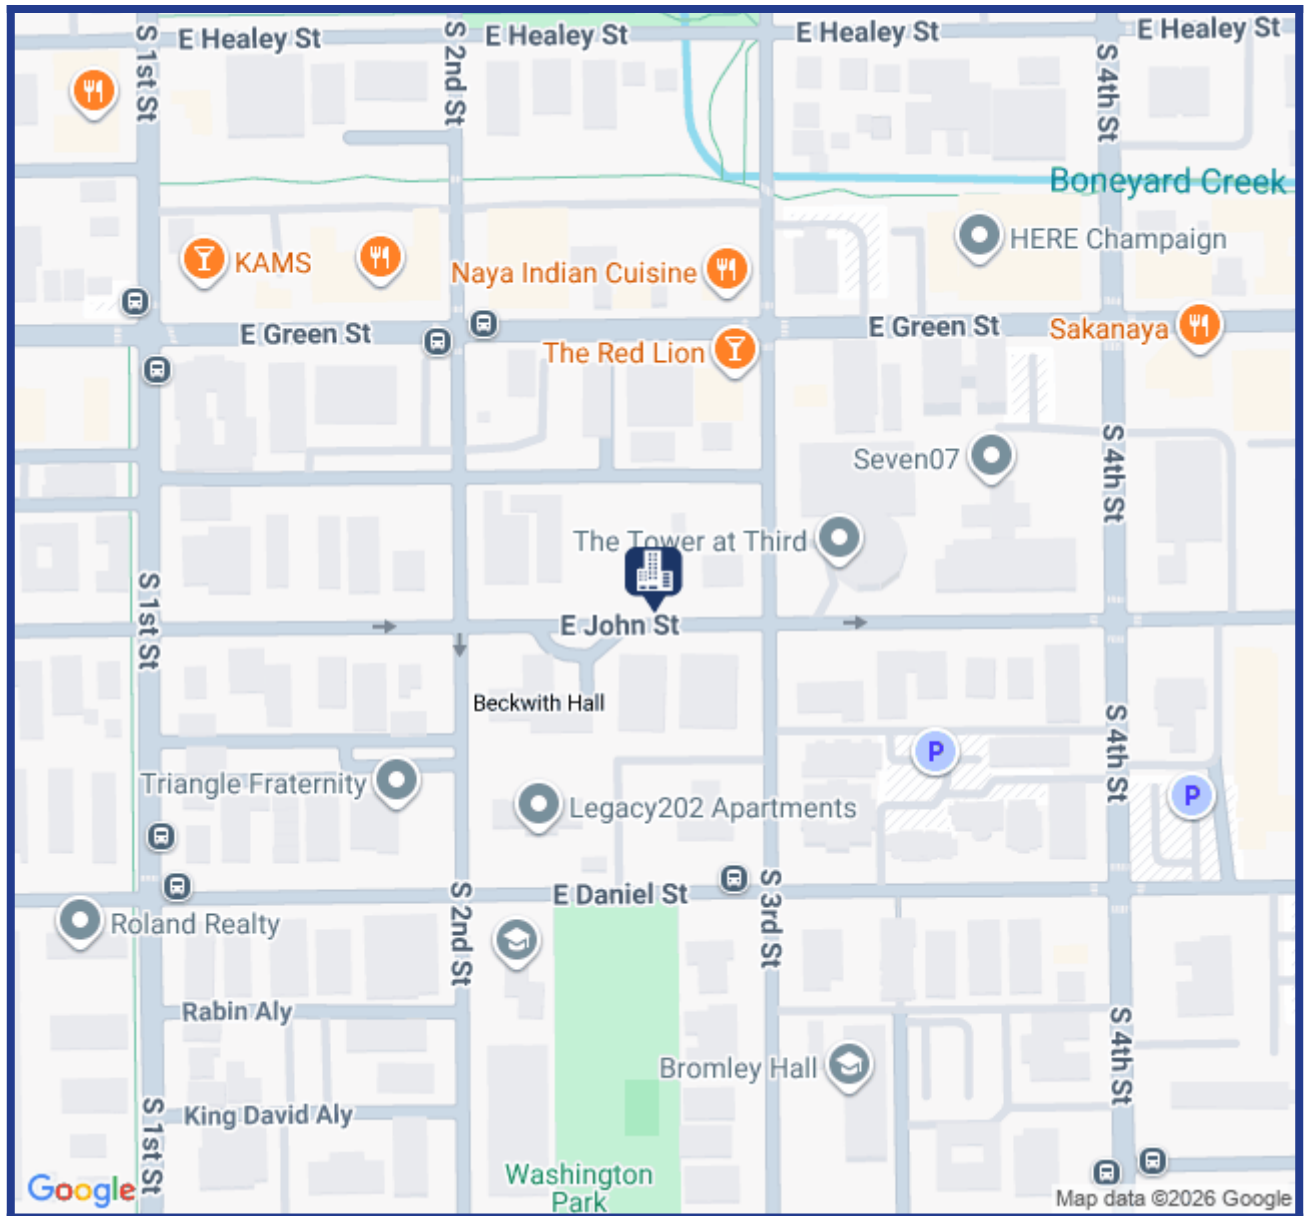 E Healey St
E Healey St
E Healey St
E Healey St
S 1st St
S 2nd St
S 4th St
Boneyard Creek
HERE Champaign
KAMS
Naya Indian Cuisine
E Green St
E Green St
Sakanaya
The Red Lion
S 4th St
Seven07
The Tower at Third
S 1st St
E John St
Beckwith Hall
S 4th St
P
Triangle Fraternity
P
Legacy202 Apartments
E Daniel St
S 2nd St
S 3rd St
Roland Realty
Rabin Aly
S 4th St
Bromley Hall
King David Aly
S 1st St
Washington
Park
Google
Map data ©2026 Google